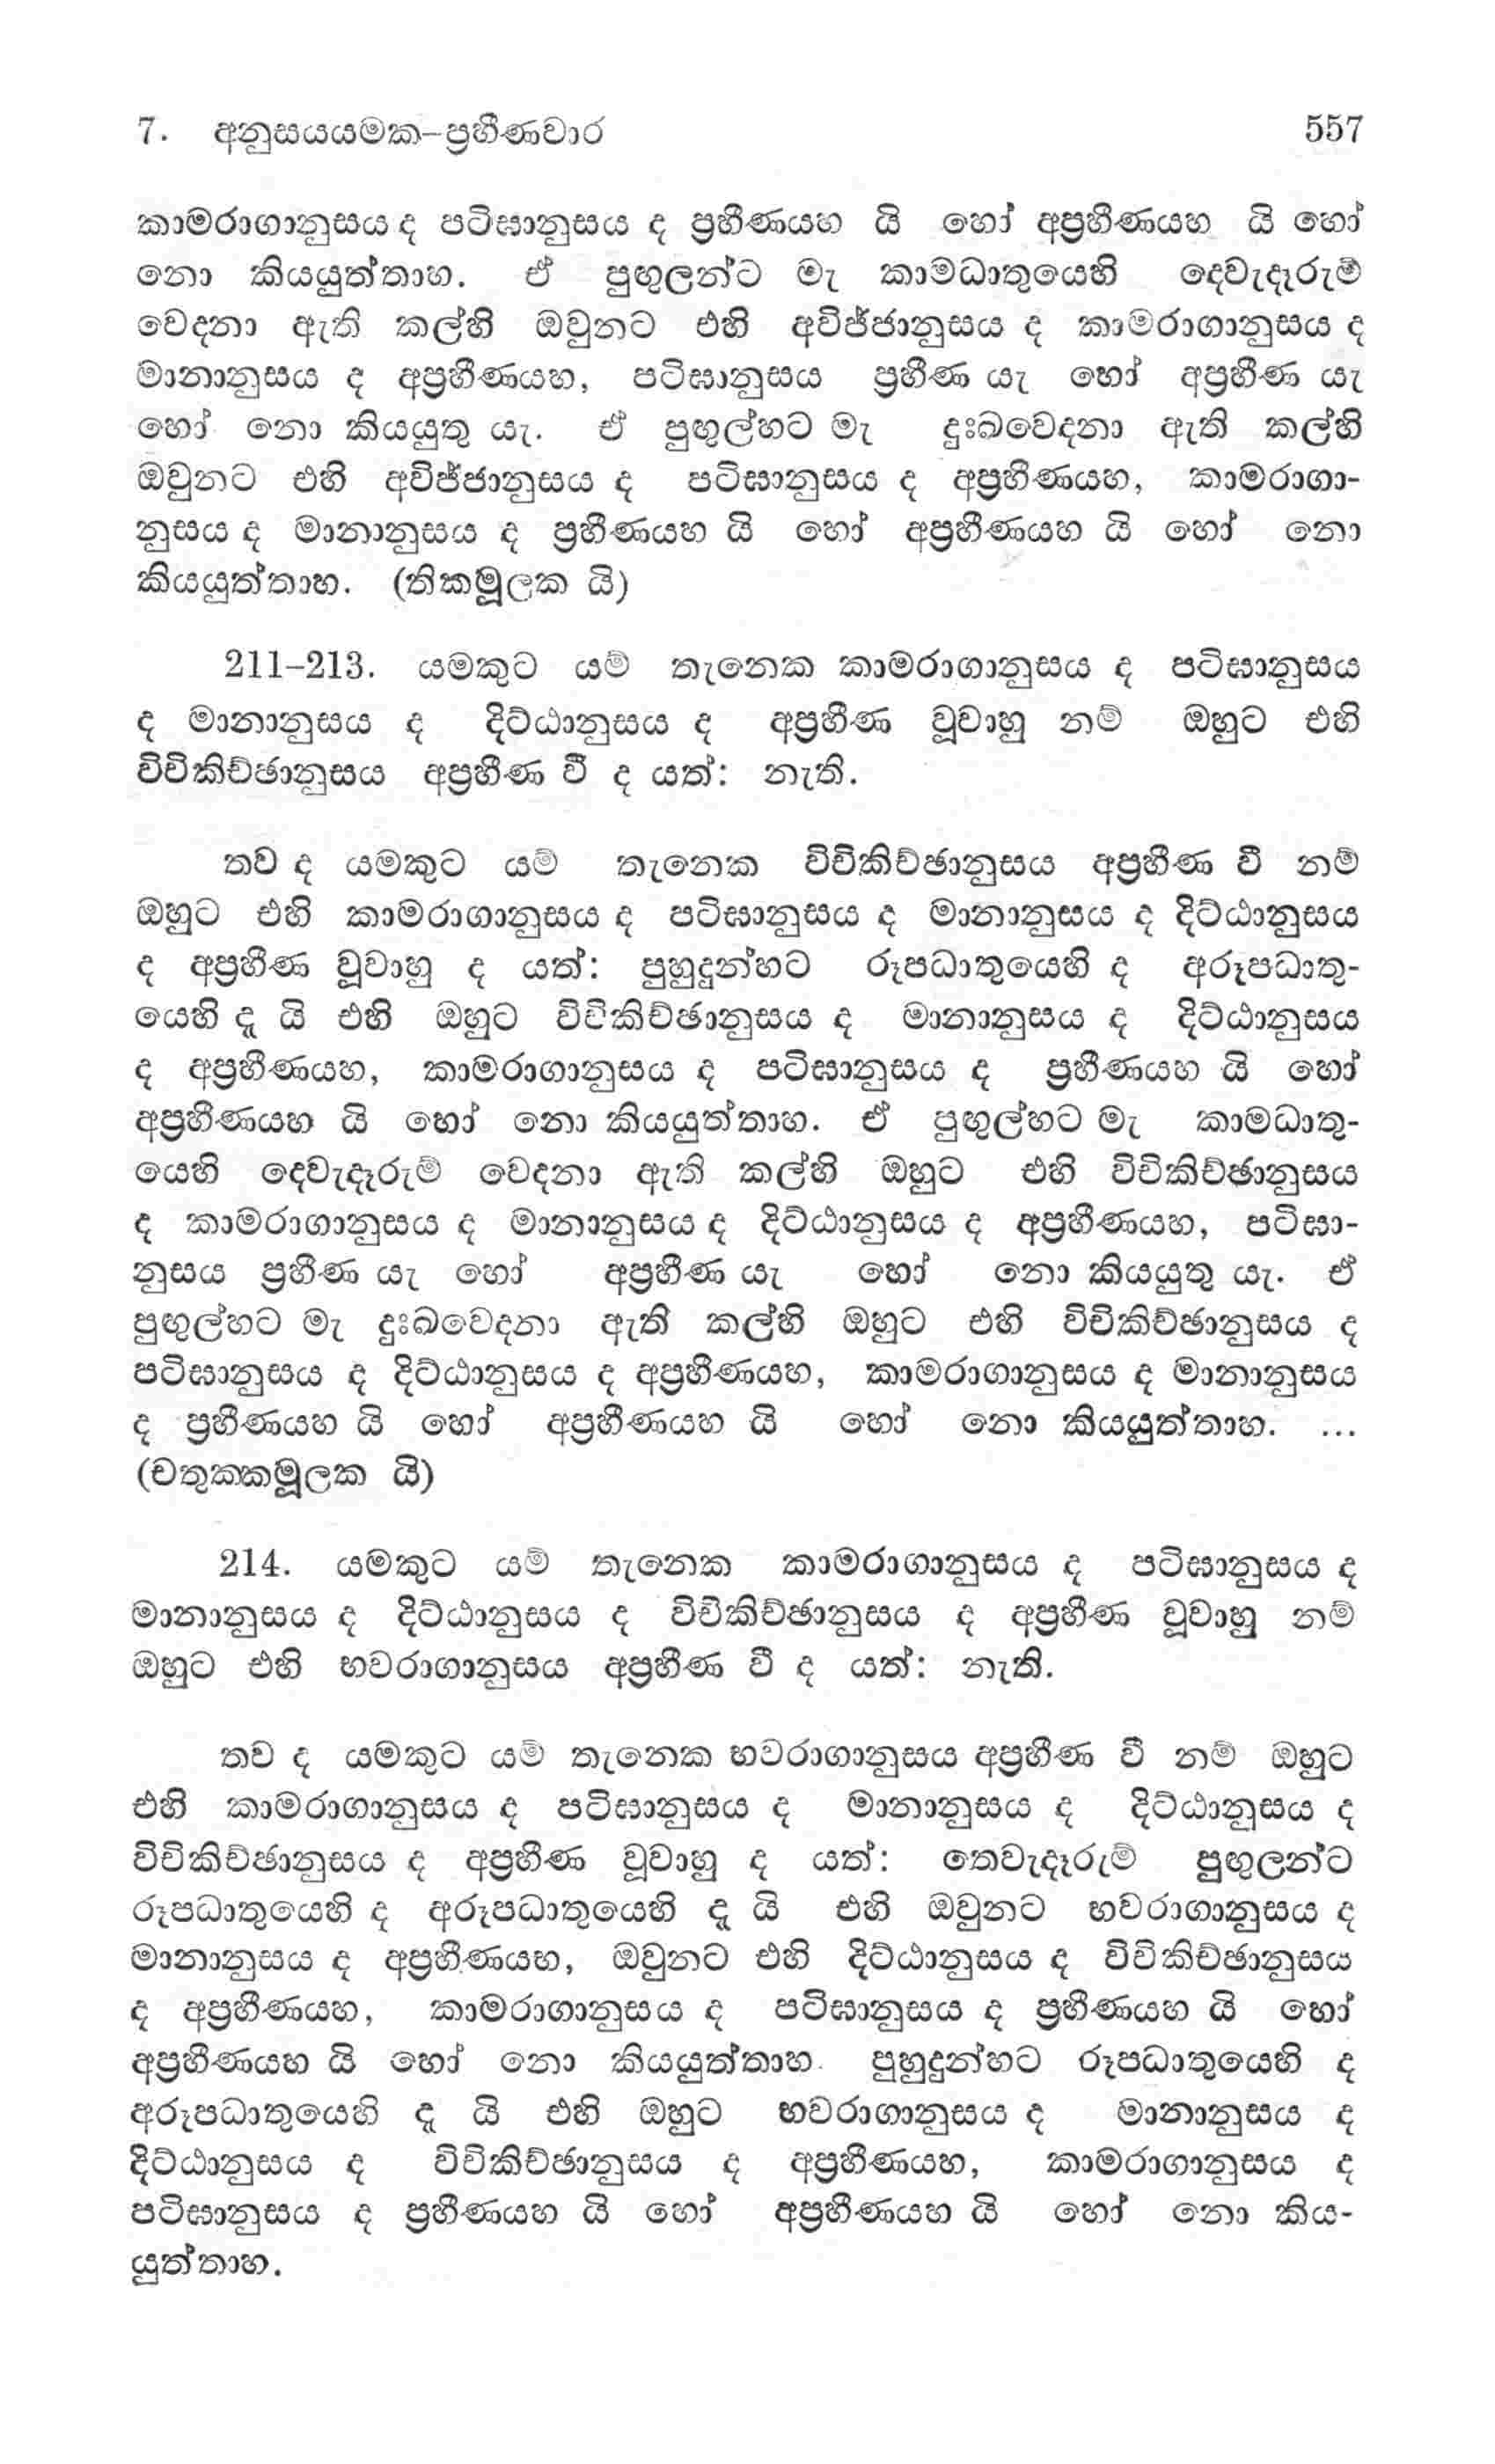 7. අනුසයයමක–ප්‍රහීණවාර 557
කාමරාගානුසය ද පටිඝානුසය ද ප්‍රහීණයහ යි හෝ අප්‍රහීණයහ යි හෝ
නො කියයුත්තාහ. ඒ පුඟුලන්ට මැ කාමධාතුයෙහි දෙවැදෑරුම්
වෙදනා ඇති කල්හි ඔවුනට එහි අවිජ්ජානුසය ද කාමරාගානුසය ද
මානානුසය ද අප්‍රහීණයහ, පටිඝානුසය ප්‍රහීණ යැ හෝ අප්‍රහීණ යැ
හෝ නො කියයුතු යැ. ඒ පුඟුල්හට මැ දුඃඛවෙදනා ඇති කල්හි
ඔවුනට එහි අවිජ්ජානුසය ද පටිඝානුසය ද අප්‍රහීණයහ, කාමරාගා-
නුසය ද මානානුසය ද ප්‍රහීණයහ යි හෝ අප්‍රහීණයහ යි හෝ නො
කියයුත්තාහ. (තිකමූලක යි)
211–213. යමකුට යම් තැනෙක කාමරාගානුසය ද පටිඝානුසය
ද මානානුසය ද දිට්ඨානුසය ද අප්‍රහීණ වූවාහු නම් ඔහුට එහි
විචිකිච්ඡානුසය අප්‍රහීණ වී ද යත්: නැති.
තව ද යමකුට යම් තැනෙක විචිකිච්ඡානුසය අප්‍රහීණ වී නම්
ඔහුට එහි කාමරාගානුසය ද පටිඝානුසය ද මානානුසය ද දිට්ඨානුසය
ද අප්‍රහීණ වූවාහු ද යත්: පුහුදුන්හට රූපධාතුයෙහි ද අරූපධාතු-
යෙහි දැ යි එහි ඔහුට විචිකිච්ඡානුසය ද මානානුසය ද දිට්ඨානුසය
ද අප්‍රහීණයහ, කාමරාගානුසය ද පටිඝානුසය ද ප්‍රහීණයහ යි හෝ
අප්‍රහීණයහ යි හෝ නො කියයුත්තාහ. ඒ පුඟුල්හට මැ කාමධාතු-
යෙහි දෙවැදෑරුම් වෙදනා ඇති කල්හි ඔහුට එහි විචිකිච්ඡානුසය
ද කාමරාගානුසය ද මානානුසය ද දිට්ඨානුසය ද අප්‍රහීණයහ, පටිඝා-
නුසය ප්‍රහීණ යැ හෝ අප්‍රහීණ යැ හෝ නො කියයුතු යැ. ඒ
පුඟුල්හට මැ දුඃඛවෙදනා ඇති කල්හි ඔහුට එහි විචිකිච්ඡානුසය ද
පටිඝානුසය ද දිට්ඨානුසය ද අප්‍රහීණයහ, කාමරාගානුසය ද මානානුසය
ද ප්‍රහීණයහ යි හෝ අප්‍රහීණයහ යි හෝ නො කියයුත්තාහ. ...
(චතුක්කමූලක යි)
214. යමකුට යම් තැනෙක කාමරාගානුසය ද පටිඝානුසය ද
මානානුසය ද දිට්ඨානුසය ද විචිකිච්ඡානුසය ද අප්‍රහීණ වූවාහු නම්
ඔහුට එහි භවරාගානුසය අප්‍රහීණ වී ද යත්: නැති.
තව ද යමකුට යම් තැනෙක භවරාගානුසය අප්‍රහීණ වී නම් ඔහුට
එහි කාමරාගානුසය ද පටිඝානුසය ද මානානුසය ද දිට්ඨානුසය ද
විචිකිච්ඡානුසය ද අප්‍රහීණ වූවාහු ද යත්: තෙවැදෑරුම් පුඟුලන්ට
රූපධාතුයෙහි ද අරූපධාතුයෙහි දැ යි එහි ඔවුනට භවරාගානුසය ද
මානානුසය ද අප්‍රහීණයහ, ඔවුනට එහි දිට්ඨානුසය ද විචිකිච්ඡානුසය
ද අප්‍රහීණයහ, කාමරාගානුසය ද පටිඝානුසය ද ප්‍රහීණයහ යි හෝ
අප්‍රහීණයහ යි හෝ නො කියයුත්තාහ. පුහුදුන්හට රූපධාතුයෙහි ද
අරූපධාතුයෙහි දැ යි එහි ඔහුට භවරාගානුසය ද මානානුසය ද
දිට්ඨානුසය ද විචිකිච්ඡානුසය ද අප්‍රහීණයහ, කාමරාගානුසය ද
පටිඝානුසය ද ප්‍රහීණයහ යි හෝ අප්‍රහීණයහ යි හෝ නො කිය-
යුත්තාහ.